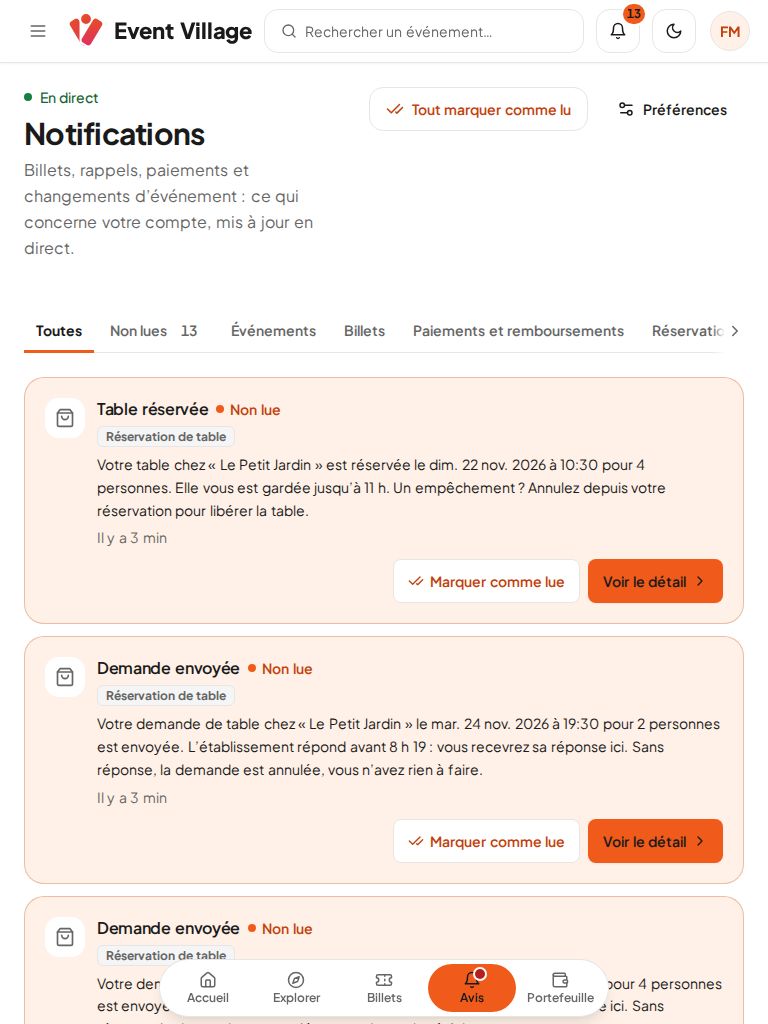 Event Village
Rechercher un événement...
13
FM
En direct
Tout marquer comme lu
Préférences
Notifications
Billets, rappels, paiements et
changements d’événement : ce qui
concerne votre compte, mis à jour en
direct.
Toutes
Non lues 13
Événements
Billets
Paiements et remboursements
Réservatio
Table réservée
Non lue
Réservation de table
Votre table chez « Le Petit Jardin » est réservée le dim. 22 nov. 2026 à 10:30 pour 4
personnes. Elle vous est gardée jusqu’à 11 h. Un empêchement ? Annulez depuis votre
réservation pour libérer la table.
Il y a 3 min
Marquer comme lue
Voir le détail
Demande envoyée
Non lue
Réservation de table
Votre demande de table chez « Le Petit Jardin » le mar. 24 nov. 2026 à 19:30 pour 2 personnes
est envoyée. L’établissement répond avant 8 h 19 : vous recevrez sa réponse ici. Sans
réponse, la demande est annulée, vous n’avez rien à faire.
Il y a 3 min
Marquer comme lue
Voir le détail
Demande envoyée
Non lue
Réservation de table
pour 4 personnes
ici. Sans
Accueil
Explorer
Billets
Avis
Portefeuille